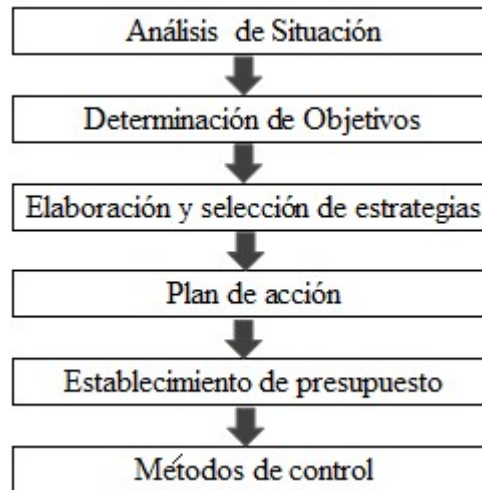 Análisis de Situación
Determinación de Objetivos
Elaboración y selección de estrategias
Plan de acción
Establecimiento de presupuesto
Métodos de control